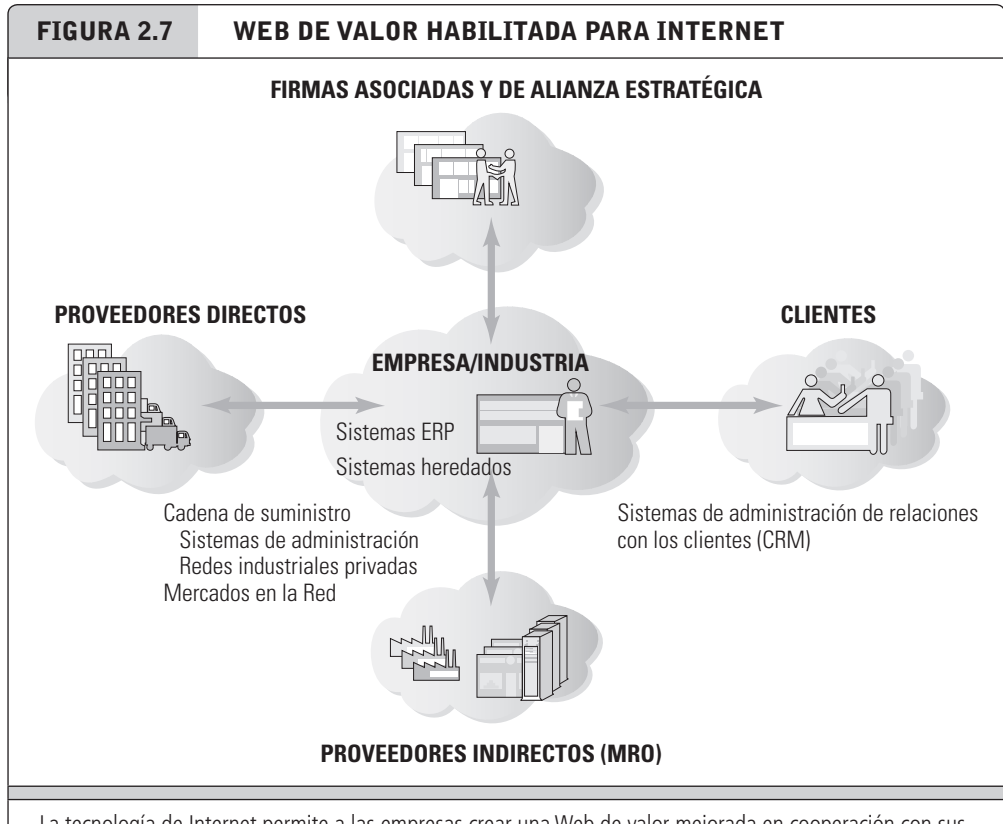 FIGURA 2.7 WEB DE VALOR HABILITADA PARA INTERNET
FIRMAS ASOCIADAS Y DE ALIANZA ESTRATÉGICA
PROVEEDORES DIRECTOS
CLIENTES
EMPRESA/INDUSTRIA
Sistemas ERP
Sistemas heredados
Cadena de suministro
Sistemas de administración
Redes industriales privadas
Mercados en la Red
Sistemas de administración de relaciones
con los clientes (CRM)
PROVEEDORES INDIRECTOS (MRO)
La tecnología de Internet permite a las empresas crear una Web de valor mejorada en cooperación con sus